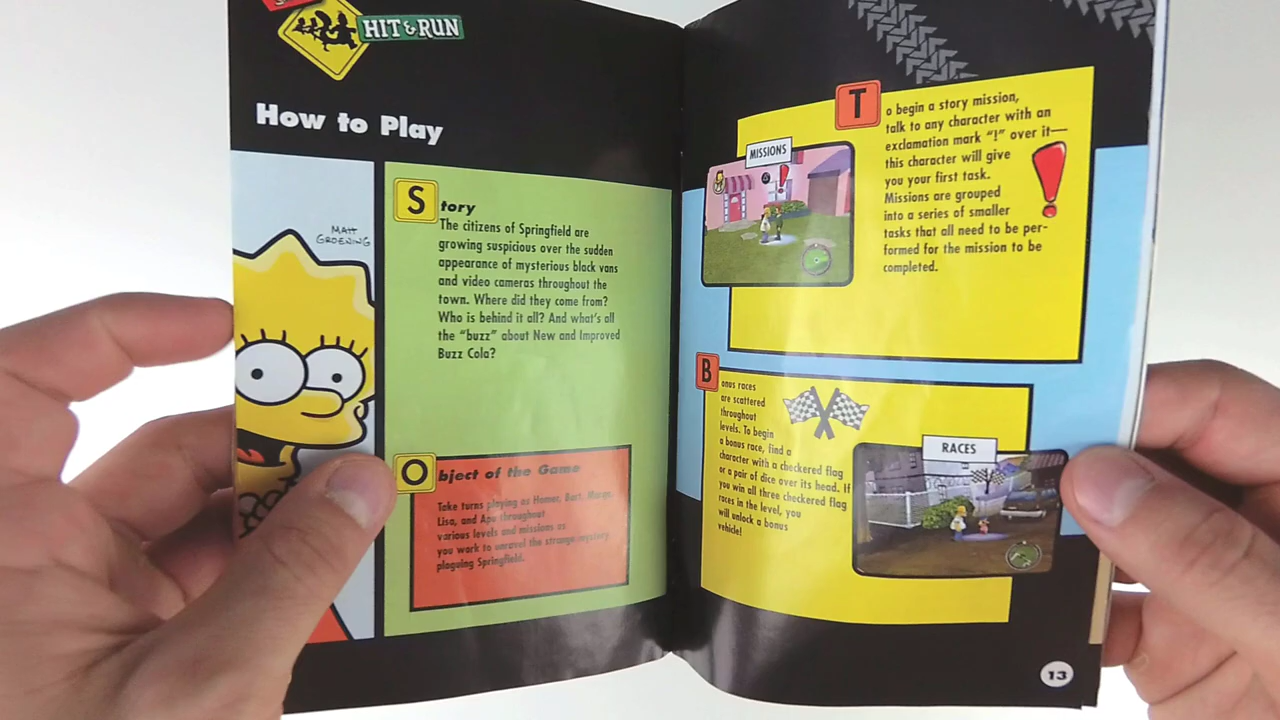 HIT & RUN
How to Play
MATT
GROENING
Story
The citizens of Springfield are
growing suspicious over the sudden
appearance of mysterious black vans
and video cameras throughout the
town. Where did they come from?
Who is behind it all? And what's all
the "buzz" about New and Improved
Buzz Cola?
Object of the Game
Take turns playing as Homer, Bart, Marge,
Lisa, and Apu throughout
various levels and missions as
you work to unravel the strange mystery
plaguing Springfield.
To begin a story mission,
talk to any character with an
exclamation mark "!" over it—
this character will give
you your first task.
Missions are grouped
into a series of smaller
tasks that all need to be per-
formed for the mission to be
completed.
!
MISSIONS
Bonus races
are scattered
throughout
levels. To begin
a bonus race, find a
character with a checkered flag
or a pair of dice over its head. If
you win all three checkered flag
races in the level, you
will unlock a bonus
vehicle!
RACES
13